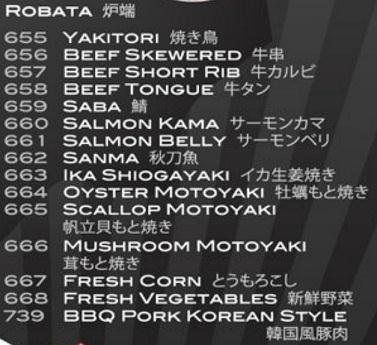 ROBATA 炉端
655 YAKITORI 焼き鳥
656 BEEF SKEWERED 牛串
657 BEEF SHORT RIB 牛カルビ
658 BEEF TONGUE 牛タン
659 SABA 鯖
660 SALMON KAMA サーモンカマ
661 SALMON BELLY サーモンベリ
662 SANMA 秋刀魚
663 IKA SHIOGAYAKI イカ生姜焼き
664 OYSTER MOTOYAKI 牡蠣もと焼き
665 SCALLOP MOTOYAKI
帆立貝もと焼き
666 MUSHROOM MOTOYAKI
茸もと焼き
667 FRESH CORN とうもろこし
668 FRESH VEGETABLES 新鮮野菜
739 BBQ PORK KOREAN STYLE
韓国風豚肉